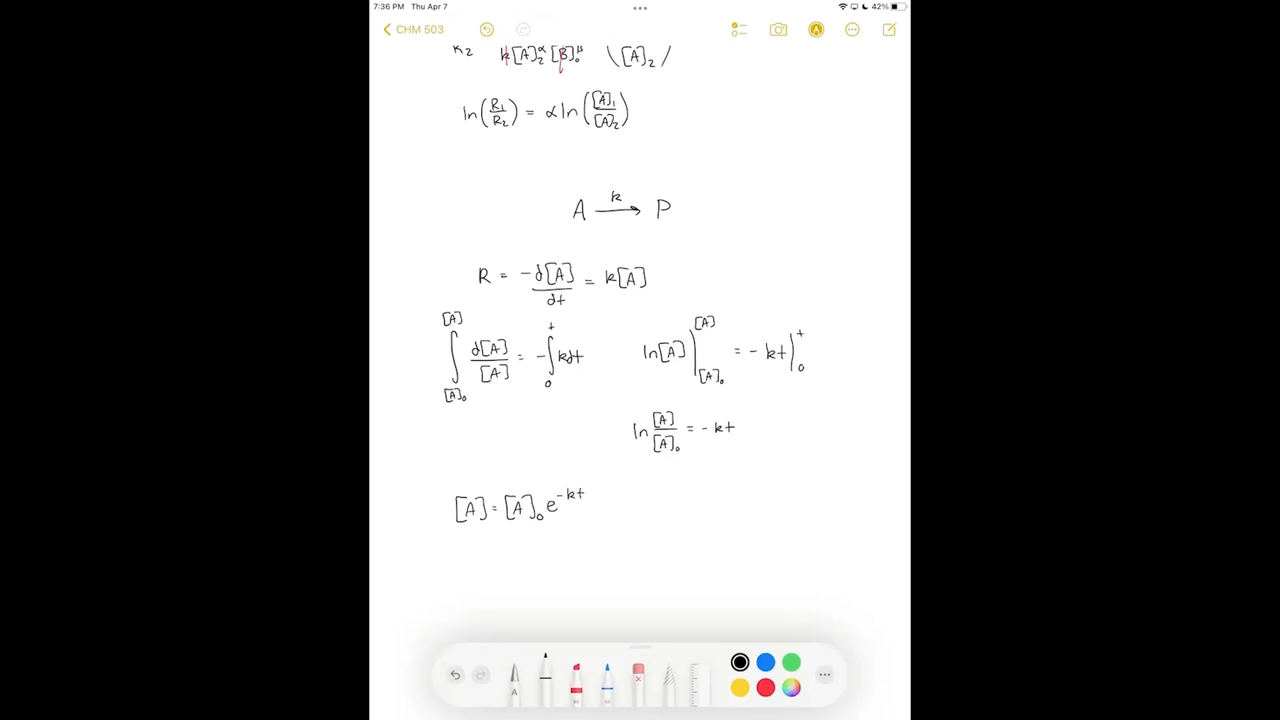 7:36 PM Thu Apr 7
42%
CHM 503
k[A]₂^α [B]₀^β ([A]₂)
ln(R₁/R₂) = α ln([A]₁/[A]₂)
A —k→ P
R = -d[A]/dt = k[A]
∫_{[A]₀}^{[A]} d[A]/[A] = -∫₀^t kdt
ln[A] |_{[A]₀}^{[A]} = -kt |₀^t
ln [A]/[A]₀ = -kt
[A] = [A]₀ e^{-kt}